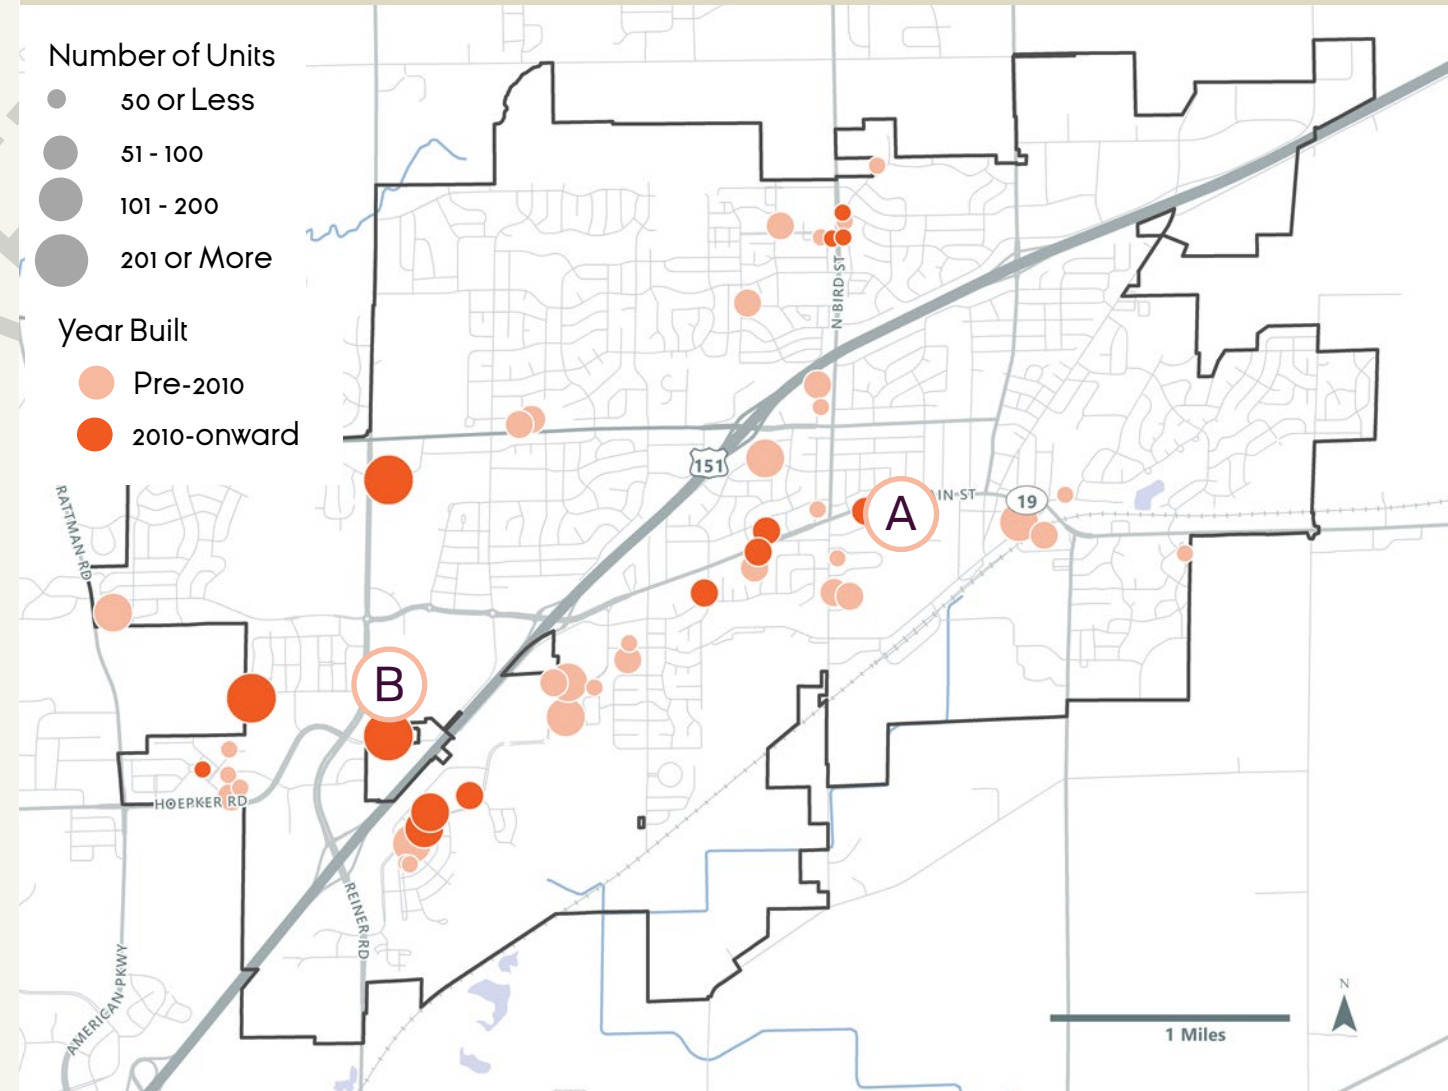 Number of Units
50 or Less
51 - 100
101 - 200
201 or More
Year Built
Pre-2010
2010-onward
N BIRD ST
151
RATTMAN RD
A
AIN ST
19
B
HOEPKER RD
REINER RD
AMERICAN PKWY
N
1 Miles